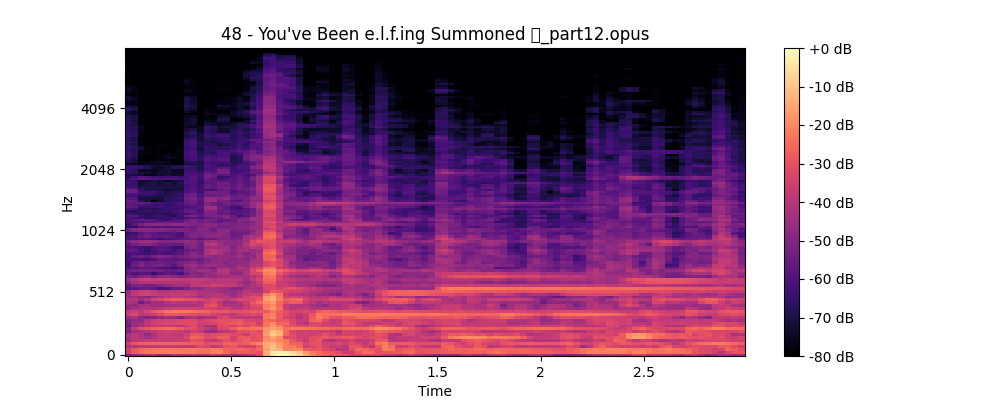 48 - You've Been e.l.f.ing Summoned _part12.opus
Hz
4096
2048
1024
512
0
0
0.5
1
1.5
2
2.5
Time
+0 dB
-10 dB
-20 dB
-30 dB
-40 dB
-50 dB
-60 dB
-70 dB
-80 dB